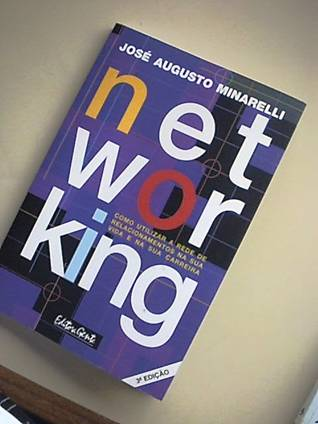 JOSÉ AUGUSTO MINARELLI
net
wor
king
COMO UTILIZAR A REDE DE
RELACIONAMENTOS NA SUA
VIDA E NA SUA CARREIRA
Editora Gente
3ª EDIÇÃO